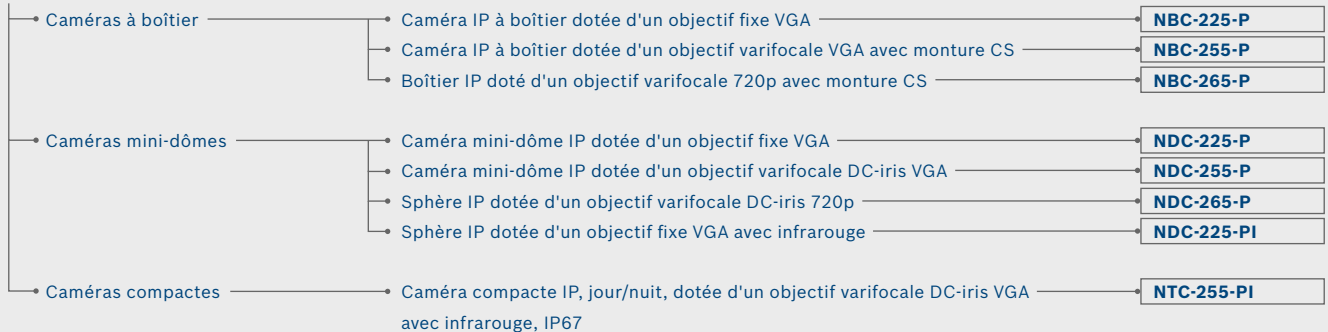 Caméras à boîtier Caméra IP à boîtier dotée d'un objectif fixe VGA NBC-225-P
Caméra IP à boîtier dotée d'un objectif varifocale VGA avec monture CS NBC-255-P
Boîtier IP doté d'un objectif varifocale 720p avec monture CS NBC-265-P
Caméras mini-dômes Caméra mini-dôme IP dotée d'un objectif fixe VGA NDC-225-P
Caméra mini-dôme IP dotée d'un objectif varifocale DC-iris VGA NDC-255-P
Sphère IP dotée d'un objectif varifocale DC-iris 720p NDC-265-P
Sphère IP dotée d'un objectif fixe VGA avec infrarouge NDC-225-PI
Caméras compactes Caméra compacte IP, jour/nuit, dotée d'un objectif varifocale DC-iris VGA NTC-255-PI
avec infrarouge, IP67